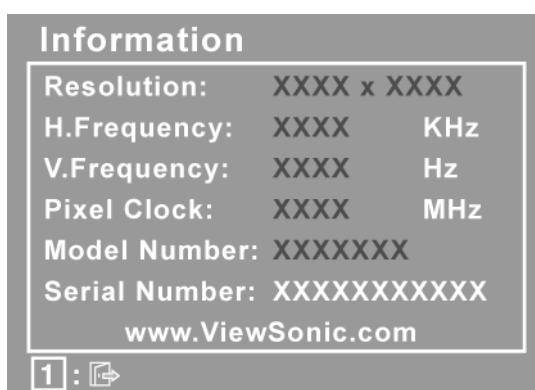 Information
Resolution: XXXX x XXXX
H.Frequency: XXXX KHz
V.Frequency: XXXX Hz
Pixel Clock: XXXX MHz
Model Number: XXXXXXX
Serial Number: XXXXXXXXXXX
www.ViewSonic.com
1 :